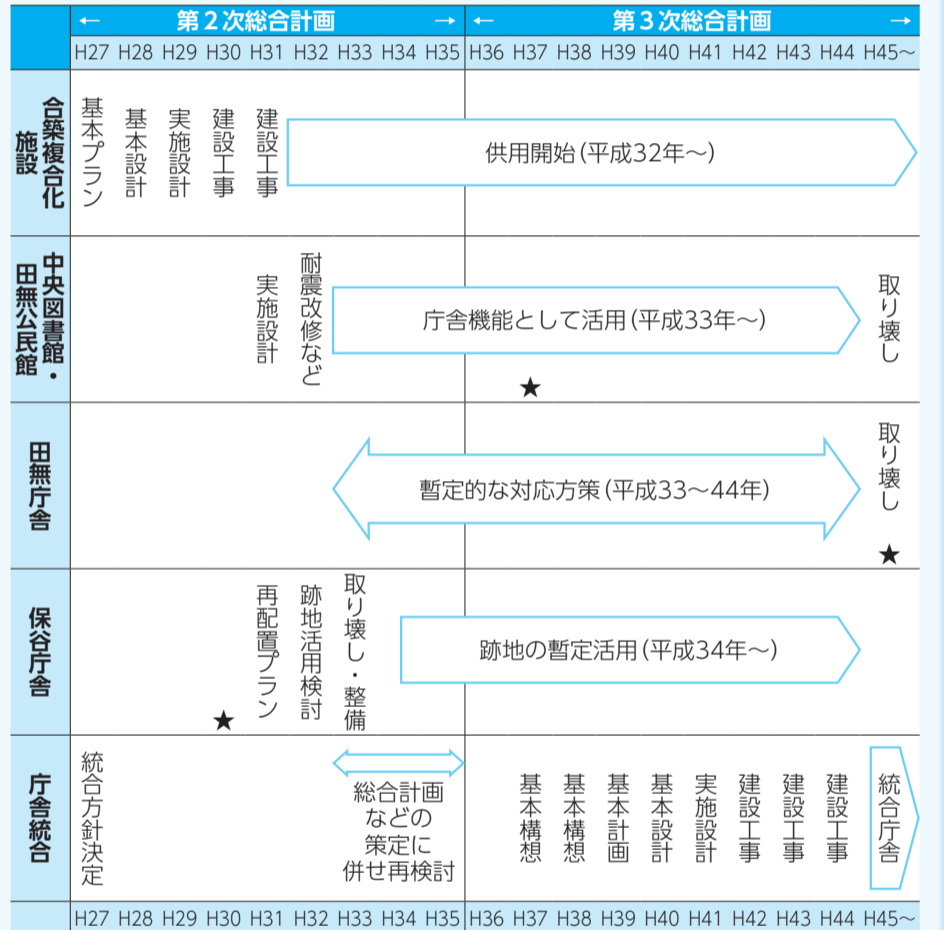 ← 第２次総合計画 → ← 第３次総合計画 →
H27 H28 H29 H30 H31 H32 H33 H34 H35 H36 H37 H38 H39 H40 H41 H42 H43 H44 H45～
合築複合化
施設
基本プラン
基本設計
実施設計
建設工事
建設工事
供用開始(平成32年～)
中央図書館・
田無公民館
実施設計
耐震改修など
庁舎機能として活用(平成33年～)
★
取り壊し
田無庁舎
暫定的な対応方策(平成33～44年)
取り壊し
★
保谷庁舎
★
再配置プラン
跡地活用検討
取り壊し・整備
跡地の暫定活用(平成34年～)
庁舎統合
統合方針決定
総合計画
などの
策定に
併せ再検討
基本構想
基本構想
基本計画
基本設計
実施設計
建設工事
建設工事
建設工事
統合庁舎
H27 H28 H29 H30 H31 H32 H33 H34 H35 H36 H37 H38 H39 H40 H41 H42 H43 H44 H45～